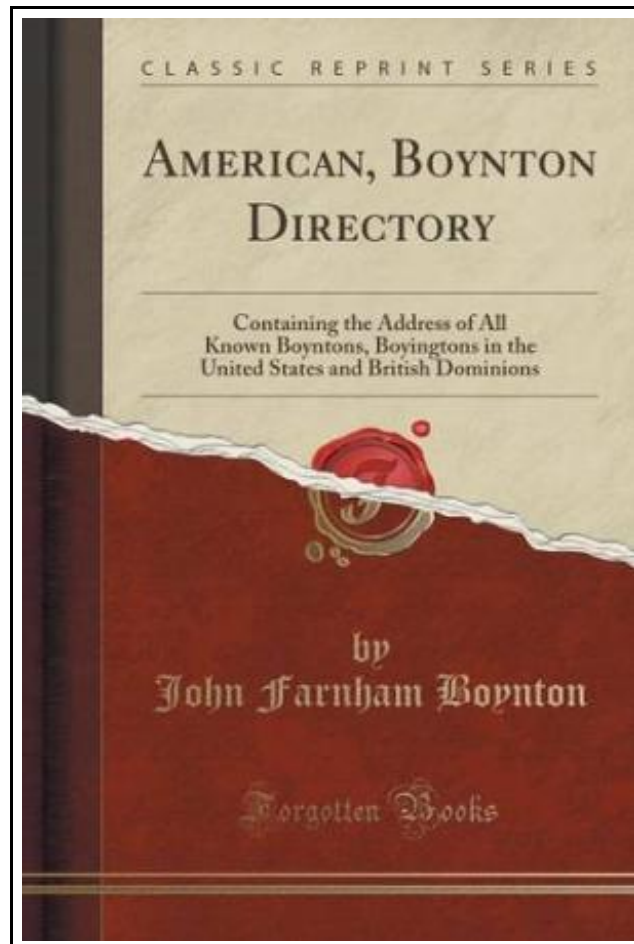 CLASSIC REPRINT SERIES
AMERICAN, BOYNTON
DIRECTORY
Containing the Address of All
Known Boyntons, Boyingtons in the
United States and British Dominions
by
John Farnham Boynton
Forgotten Books